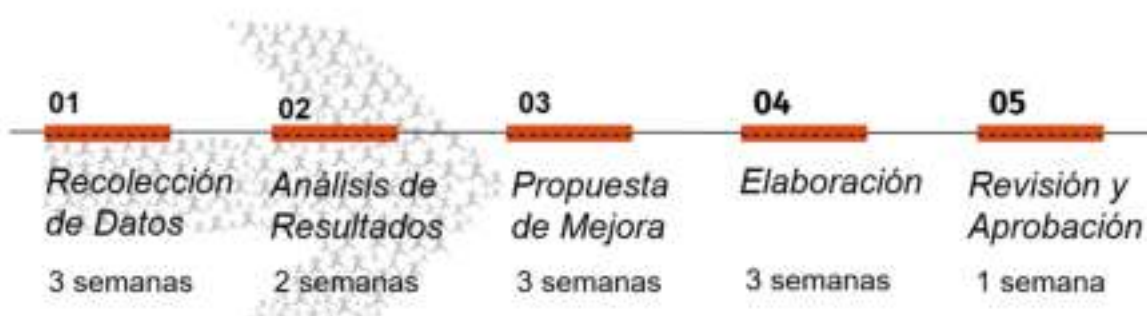 01
Recolección
de Datos
3 semanas
02
Análisis de
Resultados
2 semanas
03
Propuesta
de Mejora
3 semanas
04
Elaboración
3 semanas
05
Revisión y
Aprobación
1 semana